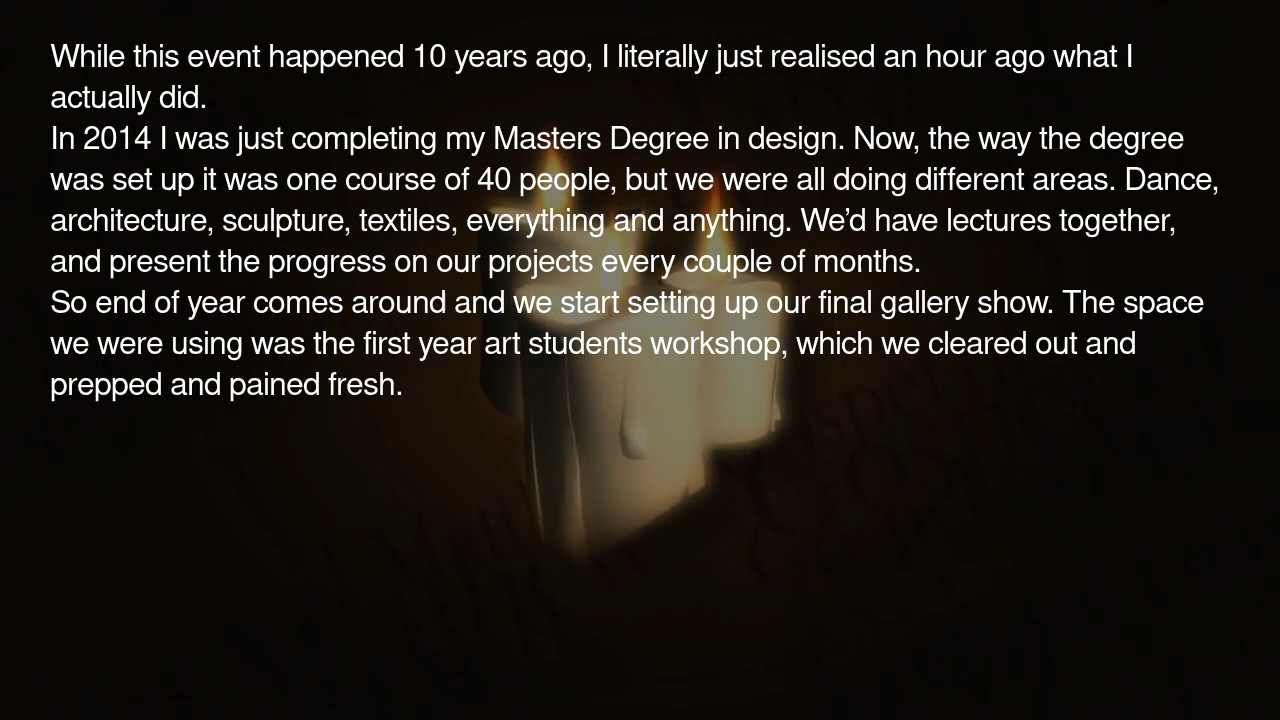 While this event happened 10 years ago, I literally just realised an hour ago what I
actually did.
In 2014 I was just completing my Masters Degree in design. Now, the way the degree
was set up it was one course of 40 people, but we were all doing different areas. Dance,
architecture, sculpture, textiles, everything and anything. We’d have lectures together,
and present the progress on our projects every couple of months.
So end of year comes around and we start setting up our final gallery show. The space
we were using was the first year art students workshop, which we cleared out and
prepped and pained fresh.